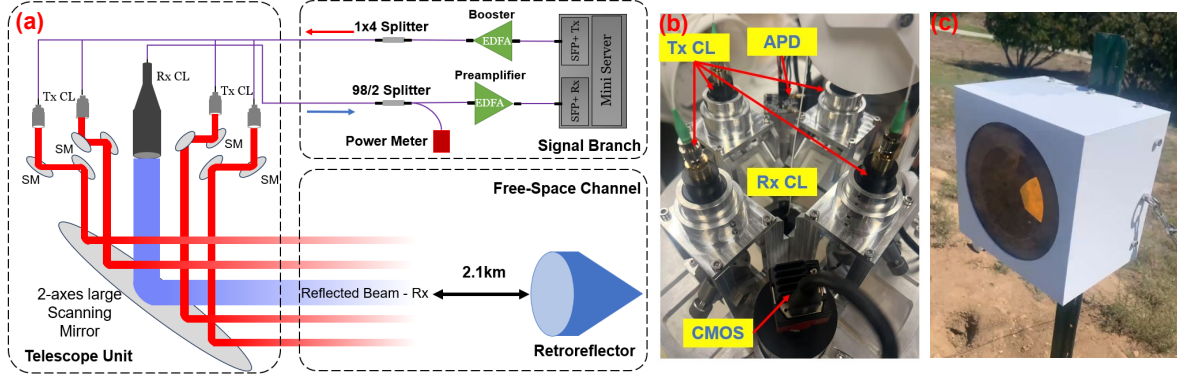 (a)
1x4 Splitter
Booster
EDFA
SFP+ Tx
Mini Server
Rx CL
Tx CL
Tx CL
Preamplifier
98/2 Splitter
EDFA
SFP+ Rx
Power Meter
Signal Branch
SM
SM
SM
SM
Free-Space Channel
2.1km
Reflected Beam - Rx
2-axes large
Scanning
Mirror
Telescope Unit
Retroreflector
(b)
Tx CL
APD
Rx CL
CMOS
(c)